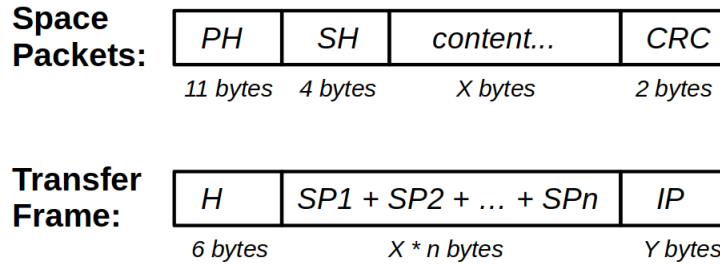 Space
Packets:
PH SH content... CRC
11 bytes 4 bytes X bytes 2 bytes
Transfer
Frame:
H SP1 + SP2 + … + SPn IP
6 bytes X * n bytes Y bytes